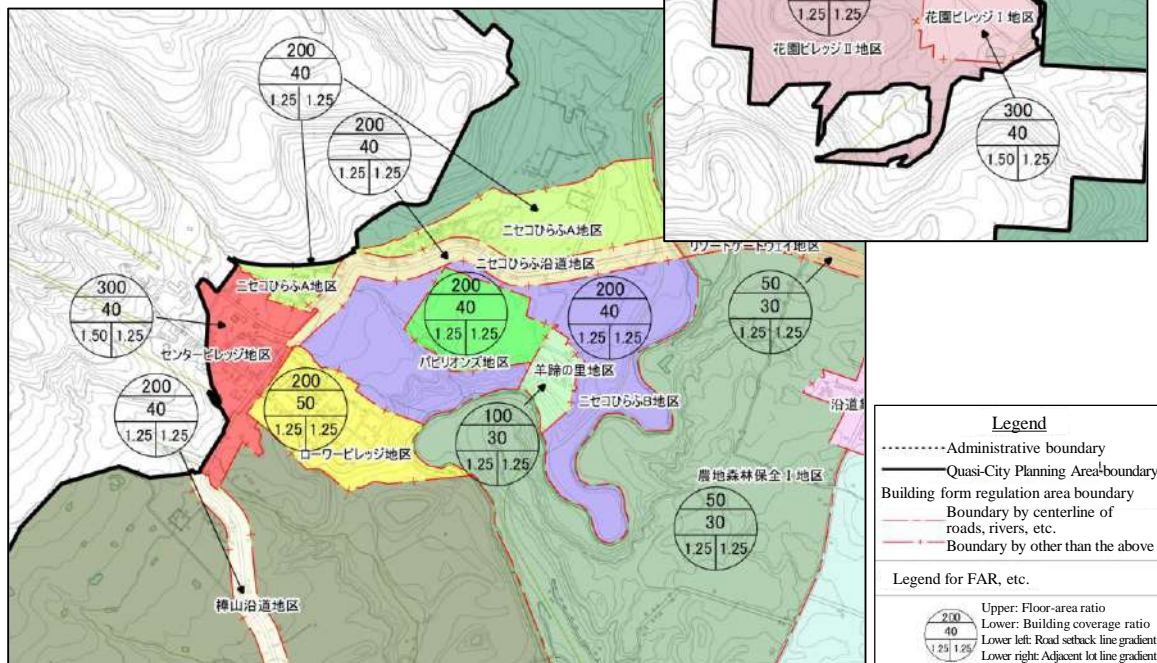 200
40
1.25 1.25
200
40
1.25 1.25
1.25 1.25
花園ビレッジⅠ地区
花園ビレッジⅡ地区
300
40
1.50 1.25
ニセコひらふA地区
リゾートゲートウェイ地区
ニセコひらふ沿道地区
ニセコひらふA地区
300
40
1.50 1.25
センタービレッジ地区
200
40
1.25 1.25
パビリオンズ地区
200
40
1.25 1.25
50
30
1.25 1.25
羊蹄の里地区
ニセコひらふB地区
200
40
1.25 1.25
200
50
1.25 1.25
ローワービレッジ地区
100
30
1.25 1.25
沿道集
農地森林保全Ⅰ地区
50
30
1.25 1.25
樺山沿道地区
Legend
Administrative boundary
Quasi-City Planning Area boundary
Building form regulation area boundary
Boundary by centerline of
roads, rivers, etc.
Boundary by other than the above
Legend for FAR, etc.
200
40
1.25 1.25
Upper: Floor-area ratio
Lower: Building coverage ratio
Lower left: Road setback line gradient
Lower right: Adjacent lot line gradient